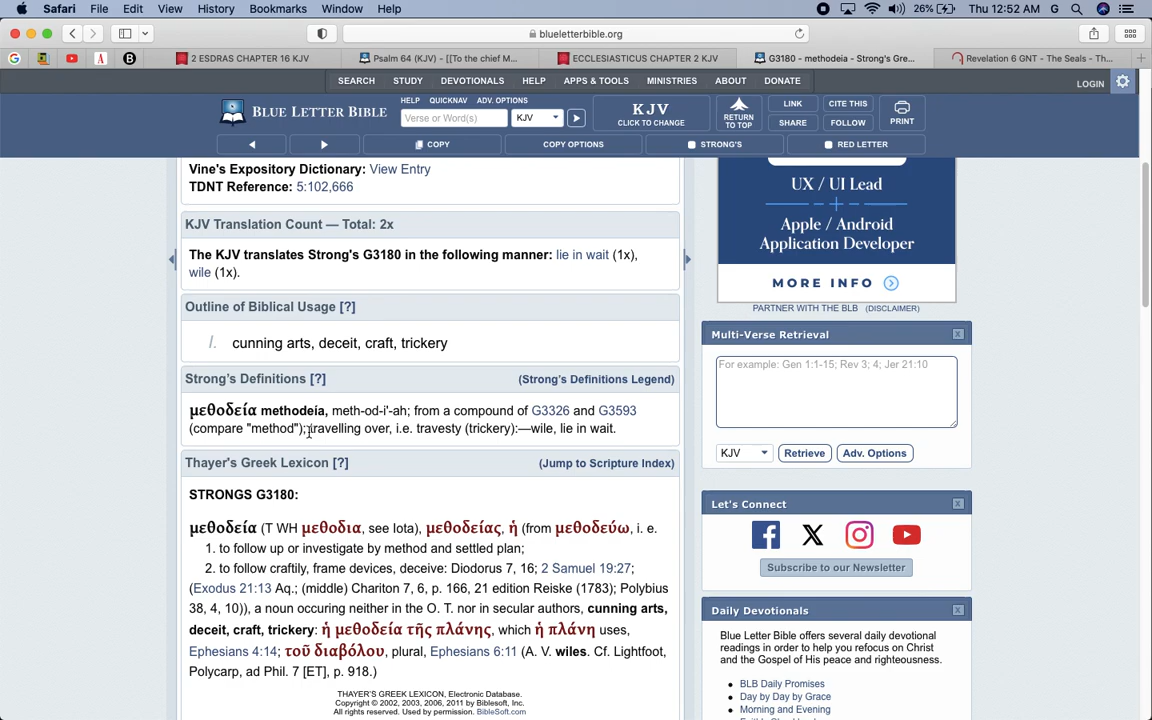 Safari File Edit View History Bookmarks Window Help 26% Thu 12:52 AM G
blueletterbible.org
2 ESDRAS CHAPTER 16 KJV
Psalm 64 (KJV) - [[To the chief M...
ECCLESIASTICUS CHAPTER 2 KJV
G3180 - methodeia - Strong's Gre...
Revelation 6 GNT - The Seals - Th...
SEARCH STUDY DEVOTIONALS HELP APPS & TOOLS MINISTRIES ABOUT DONATE
LOGIN
BLUE LETTER BIBLE
HELP QUICKNAV ADV. OPTIONS
Verse or Word(s) KJV
KJV
CLICK TO CHANGE
RETURN
TO TOP
LINK CITE THIS
SHARE FOLLOW
PRINT
COPY COPY OPTIONS STRONG'S RED LETTER
Vine's Expository Dictionary: View Entry
TDNT Reference: 5:102,666
KJV Translation Count — Total: 2x
The KJV translates Strong's G3180 in the following manner: lie in wait (1x),
wile (1x).
Outline of Biblical Usage [?]
I. cunning arts, deceit, craft, trickery
Strong's Definitions [?] (Strong's Definitions Legend)
μεθοδεία methodeía, meth-od-i'-ah; from a compound of G3326 and G3593
(compare "method"); travelling over, i.e. travesty (trickery):—wile, lie in wait.
Thayer's Greek Lexicon [?] (Jump to Scripture Index)
STRONGS G3180:
μεθοδεία (T WH μεθοδια, see Iota), μεθοδείας, ἡ (from μεθοδεύω, i. e.
1. to follow up or investigate by method and settled plan;
2. to follow craftily, frame devices, deceive: Diodorus 7, 16; 2 Samuel 19:27;
(Exodus 21:13 Aq.; (middle) Chariton 7, 6, p. 166, 21 edition Reiske (1783); Polybius
38, 4, 10)), a noun occuring neither in the O. T. nor in secular authors, cunning arts,
deceit, craft, trickery: ἡ μεθοδεία τῆς πλάνης, which ἡ πλάνη uses,
Ephesians 4:14; τοῦ διαβόλου, plural, Ephesians 6:11 (A. V. wiles. Cf. Lightfoot,
Polycarp, ad Phil. 7 [ET], p. 918.)
THAYER'S GREEK LEXICON, Electronic Database.
Copyright © 2002, 2003, 2006, 2011 by Biblesoft, Inc.
All rights reserved. Used by permission. BibleSoft.com
UX / UI Lead
Apple / Android
Application Developer
MORE INFO
PARTNER WITH THE BLB (DISCLAIMER)
Multi-Verse Retrieval
For example: Gen 1:1-15; Rev 3; 4; Jer 21:10
KJV Retrieve Adv. Options
Let's Connect
Subscribe to our Newsletter
Daily Devotionals
Blue Letter Bible offers several daily devotional
readings in order to help you refocus on Christ
and the Gospel of His peace and righteousness.
BLB Daily Promises
Day by Day by Grace
Morning and Evening